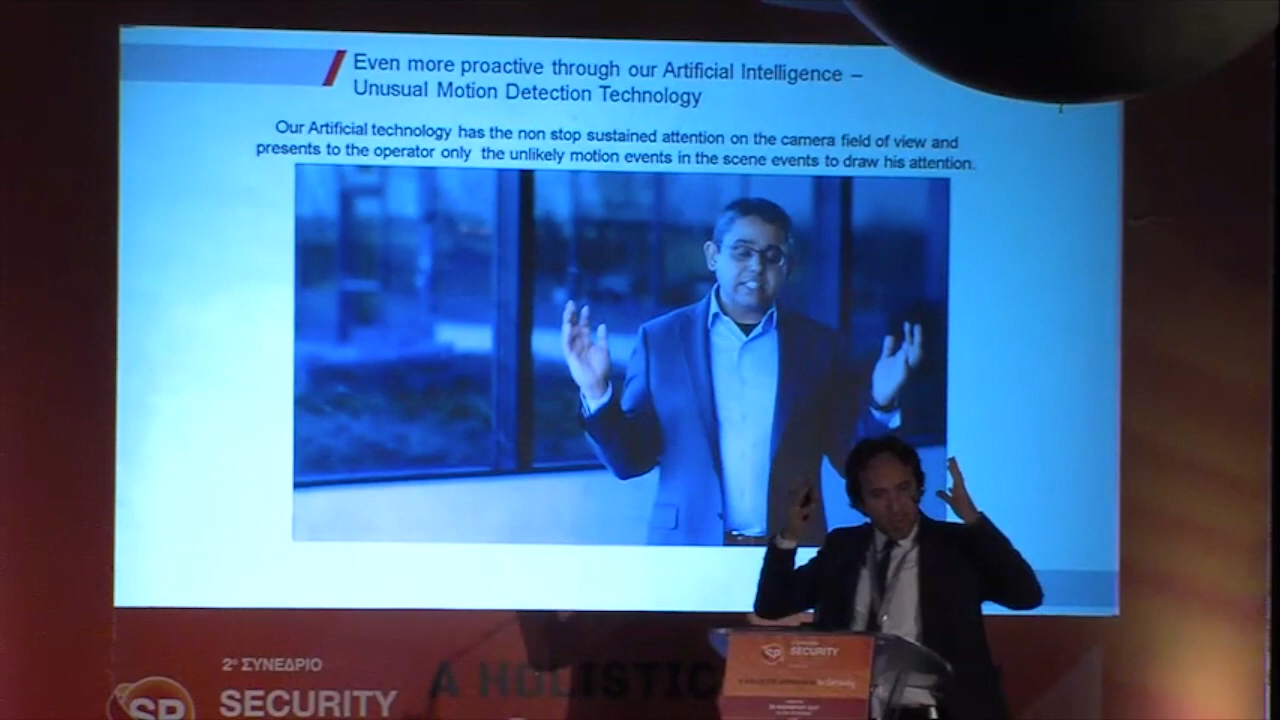 Even more proactive through our Artificial Intelligence –
Unusual Motion Detection Technology
Our Artificial technology has the non stop sustained attention on the camera field of view and
presents to the operator only the unlikely motion events in the scene events to draw his attention.
2ο ΣΥΝΕΔΡΙΟ
SECURITY
SP
A HOLISTIC
SP
SECURITY